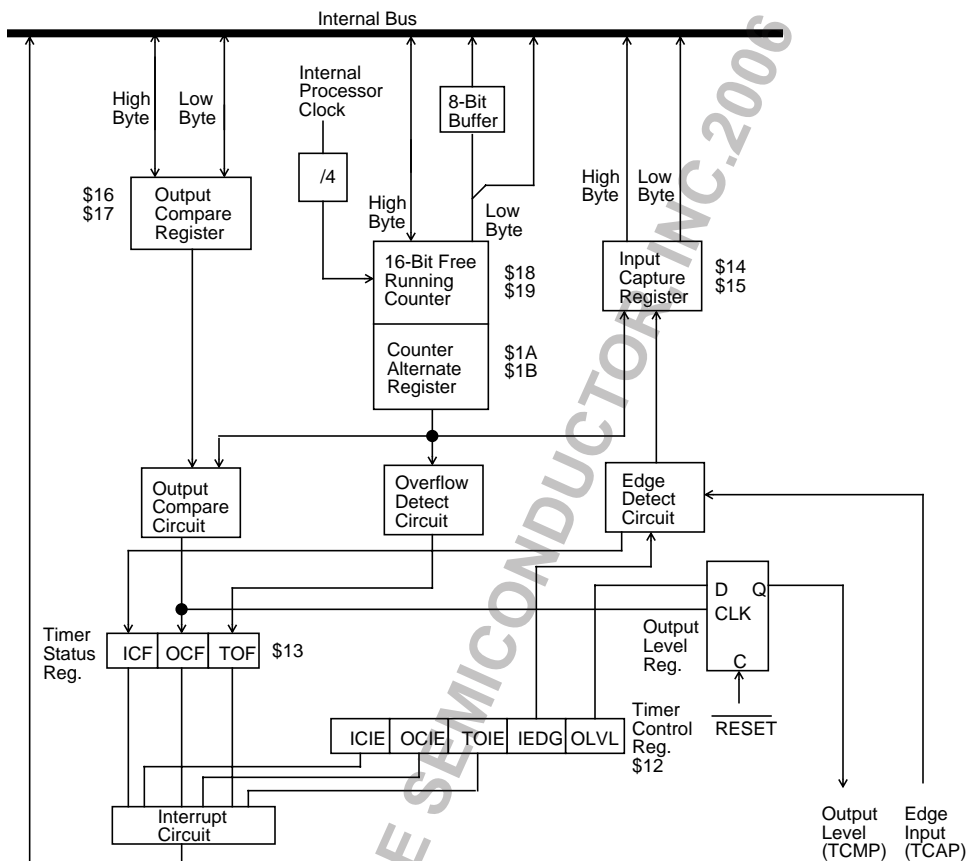 Internal Bus
High
Byte
Low
Byte
Internal
Processor
Clock
8-Bit
Buffer
/4
High
Byte
Low
Byte
High
Byte
Low
Byte
$16
$17
Output
Compare
Register
16-Bit Free
Running
Counter
$18
$19
Input
Capture
Register
$14
$15
Counter
Alternate
Register
$1A
$1B
Output
Compare
Circuit
Overflow
Detect
Circuit
Edge
Detect
Circuit
D Q
CLK
C
Output
Level
Reg.
RESET
Timer
Status
Reg.
ICF OCF TOF
$13
ICIE OCIE TOIE IEDG OLVL
Timer
Control
Reg.
$12
Interrupt
Circuit
Output
Level
(TCMP)
Edge
Input
(TCAP)
E SEMICONDUCTOR, INC.2006